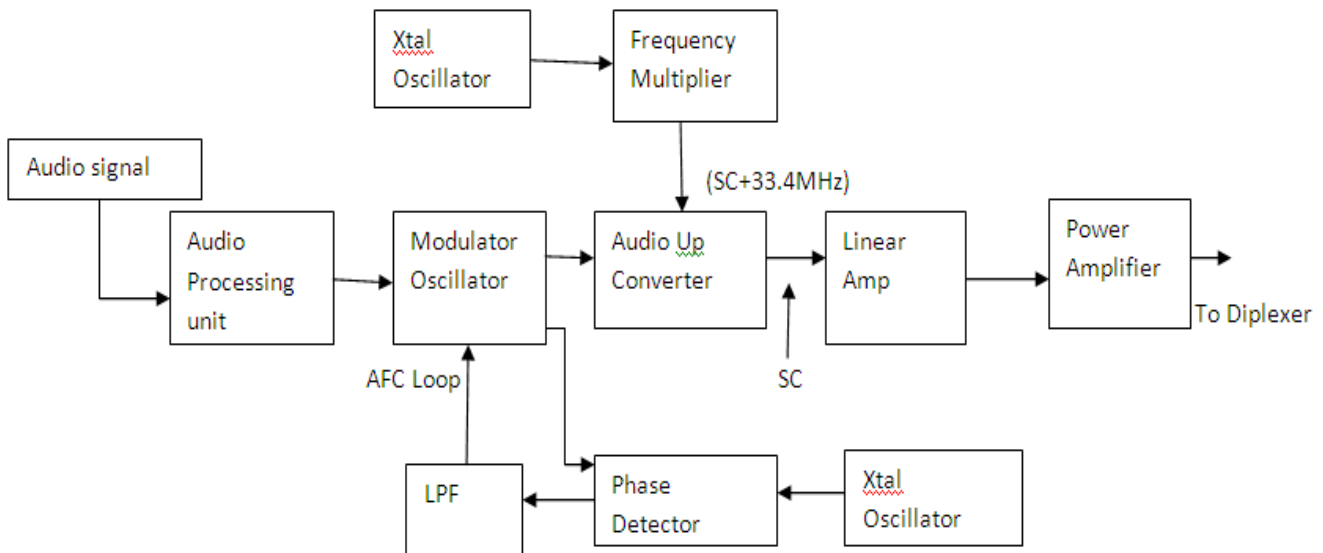 Xtal
Oscillator
Frequency
Multiplier
Audio signal
(SC+33.4MHz)
Audio
Processing
unit
Modulator
Oscillator
Audio Up
Converter
Linear
Amp
Power
Amplifier
To Diplexer
AFC Loop
SC
LPF
Phase
Detector
Xtal
Oscillator